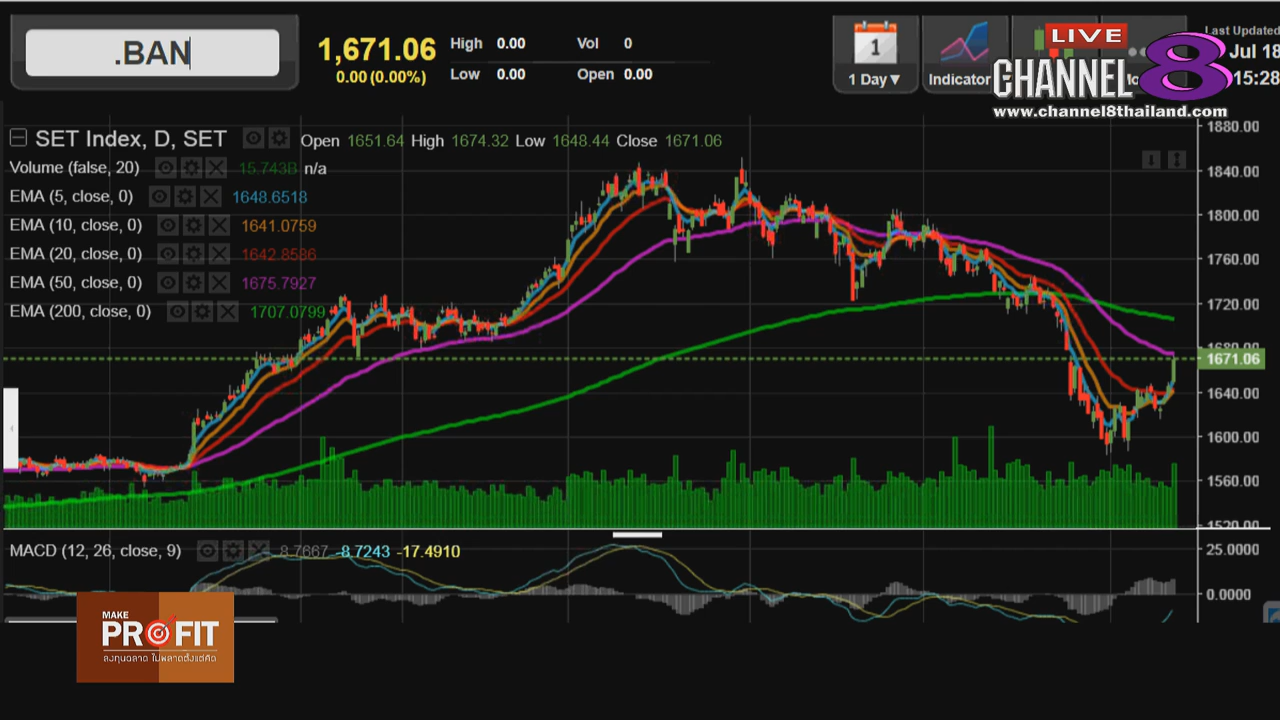 .BAN
1,671.06
0.00 (0.00%)
High 0.00 Vol 0
Low 0.00 Open 0.00
1
1 Day▼
Indicator
LIVE
CHANNEL 8
www.channel8thailand.com
Last Updated
Jul 18
15:28
SET Index, D, SET
Open 1651.64 High 1674.32 Low 1648.44 Close 1671.06
Volume (false, 20) 15.743B n/a
EMA (5, close, 0) 1648.6518
EMA (10, close, 0) 1641.0759
EMA (20, close, 0) 1642.8586
EMA (50, close, 0) 1675.7927
EMA (200, close, 0) 1707.0799
1880.00
1840.00
1800.00
1760.00
1720.00
1680.00
1671.06
1640.00
1600.00
1560.00
1520.00
MACD (12, 26, close, 9) 8.7667 -8.7243 -17.4910
25.0000
0.0000
MAKE
PROFIT
ลงทุนฉลาด ไม่พลาดตั้งแต่คิด